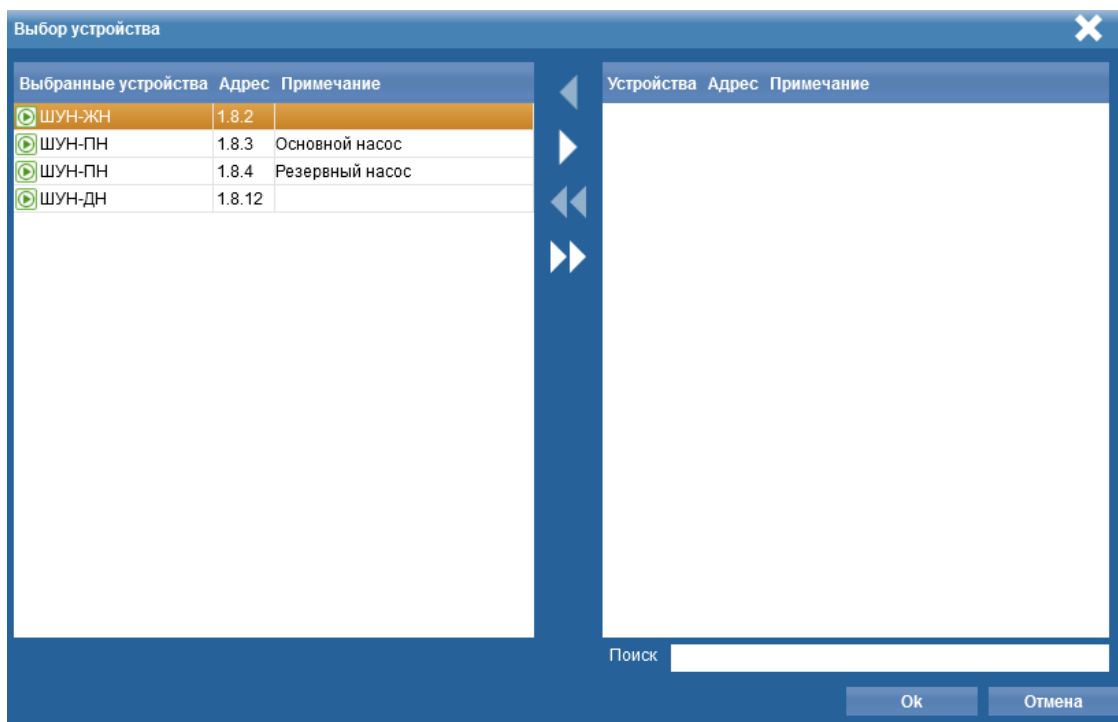 Выбор устройства
Выбранные устройства Адрес Примечание
ШУН-ЖН 1.8.2
ШУН-ПН 1.8.3 Основной насос
ШУН-ПН 1.8.4 Резервный насос
ШУН-ДН 1.8.12
Устройства Адрес Примечание
Поиск
Ok Отмена